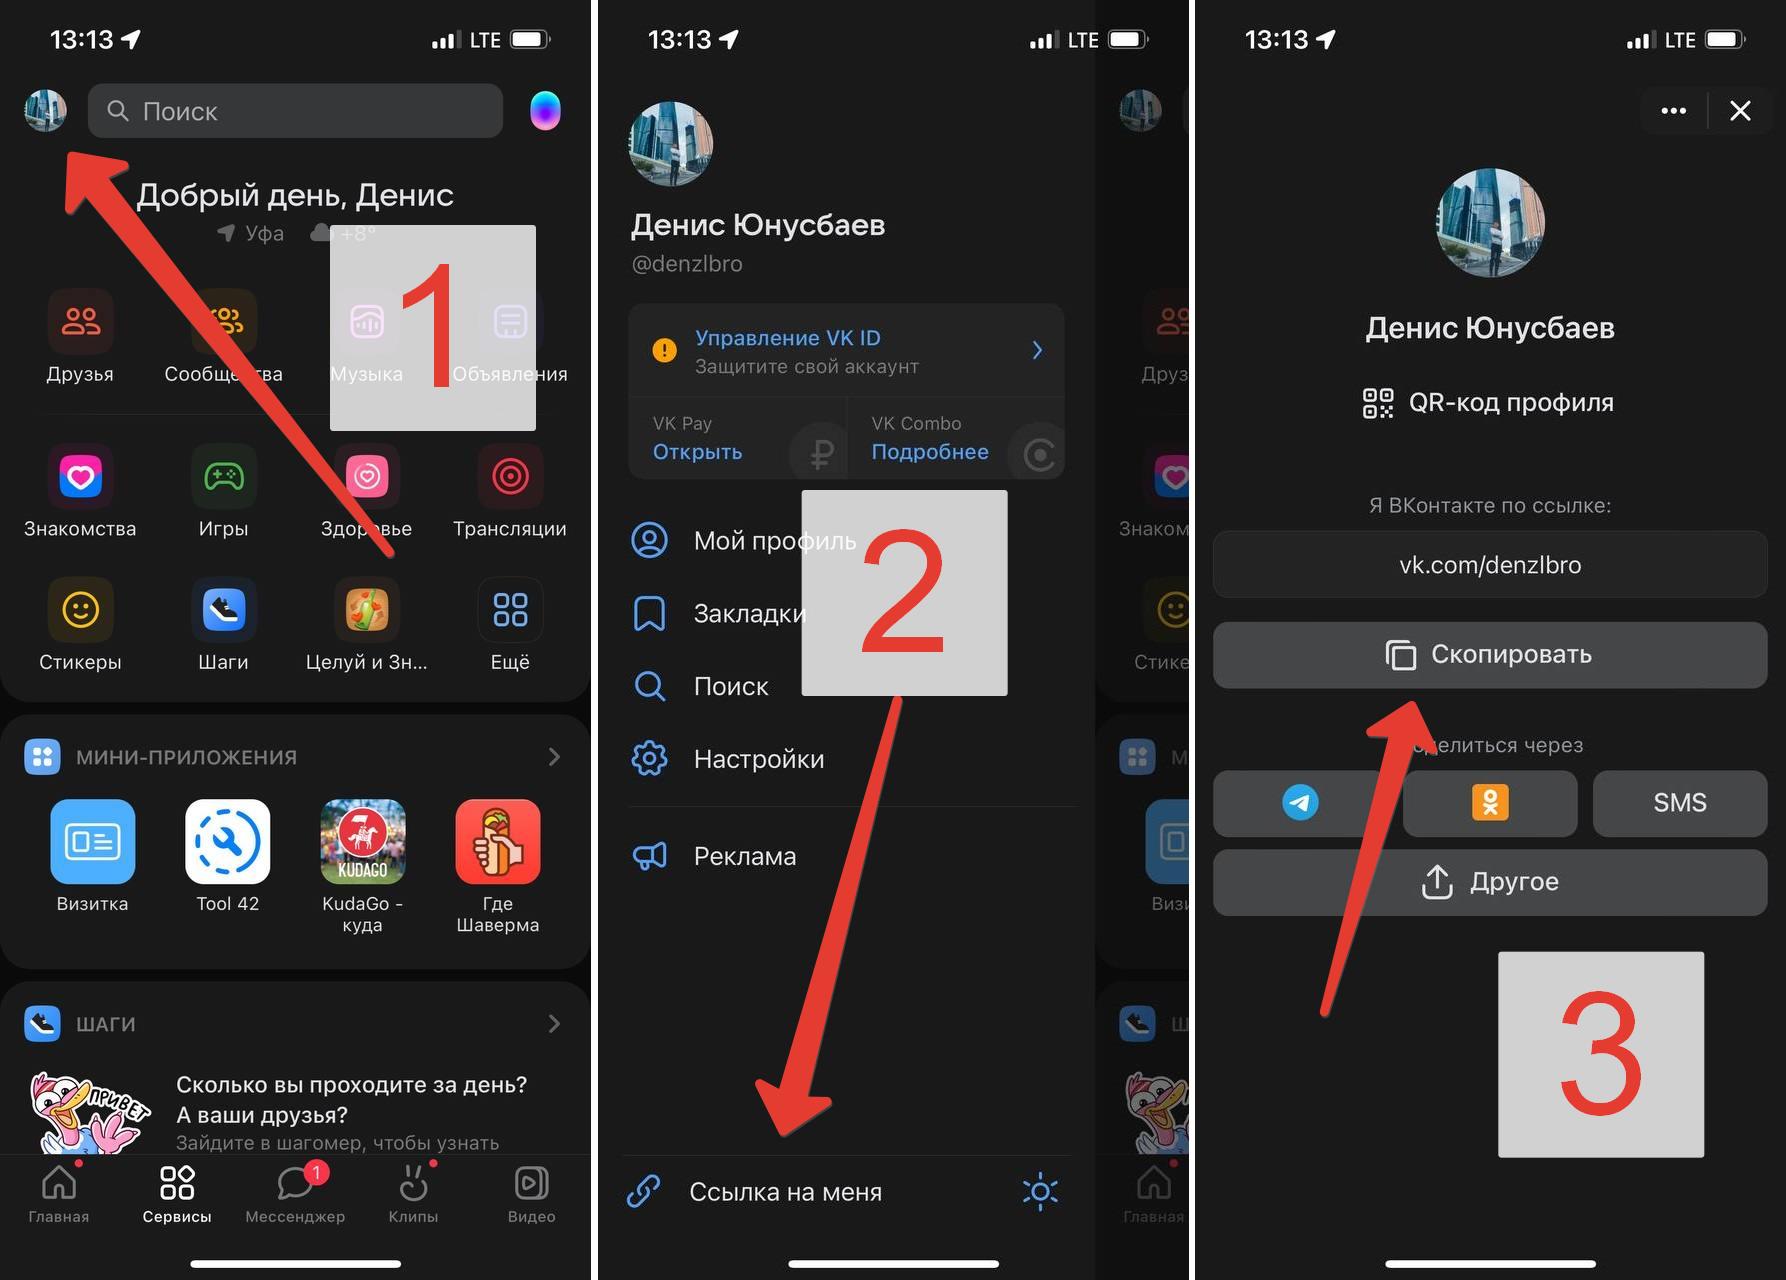 13:13
LTE
Поиск
Добрый день, Денис
Уфа +8°
1
Друзья
Сообщества
Музыка
Объявления
Знакомства
Игры
Здоровье
Трансляции
Стикеры
Шаги
Целуй и Зн...
Ещё
МИНИ-ПРИЛОЖЕНИЯ
Визитка
Tool 42
KUDAGO
KudaGo -
куда
Где
Шаверма
ШАГИ
ПРИВЕТ
Сколько вы проходите за день?
А ваши друзья?
Зайдите в шагомер, чтобы узнать
1
Главная
Сервисы
Мессенджер
Клипы
Видео
13:13
LTE
Денис Юнусбаев
@denzlbro
Управление VK ID
Защитите свой аккаунт
VK Pay
Открыть
VK Combo
Подробнее
2
Мой профиль
Закладки
Поиск
Настройки
Реклама
Ссылка на меня
Друз
Знаком
Стике
М
Визи
Ш
Главная
13:13
LTE
Денис Юнусбаев
QR-код профиля
Я ВКонтакте по ссылке:
vk.com/denzlbro
Скопировать
делиться через
SMS
Другое
3